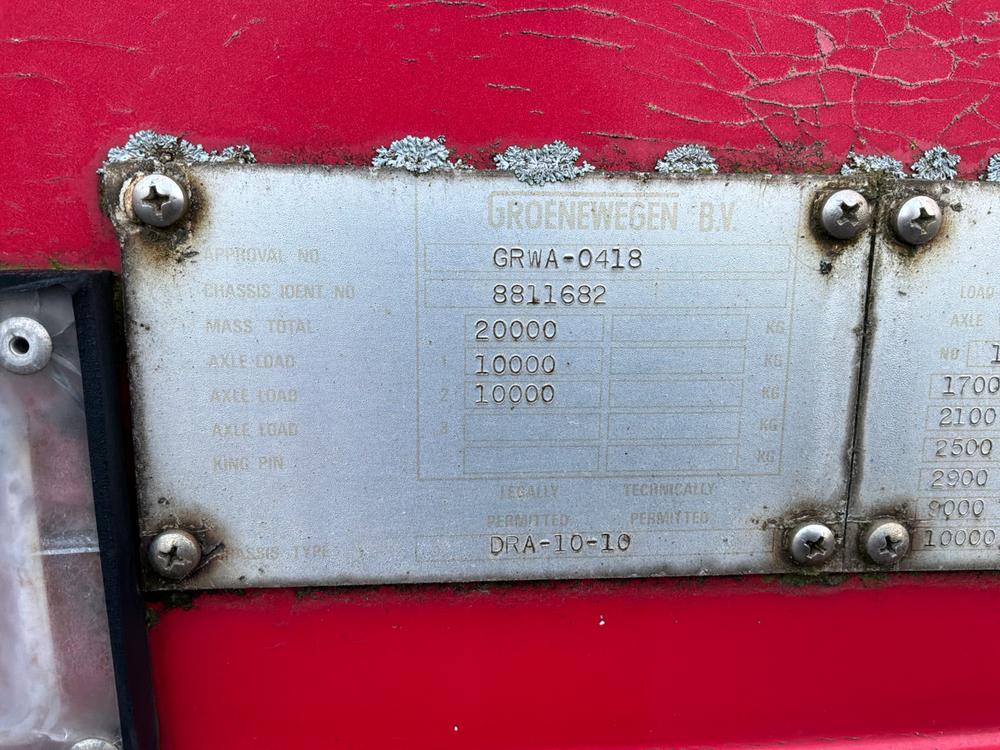 GROENEWEGEN B.V.
APPROVAL NO. GRWA-0418
CHASSIS IDENT. NO 8811682
MASS TOTAL 20000 KG
AXLE LOAD 1 10000 KG
AXLE LOAD 2 10000 KG
AXLE LOAD 3 KG
KING PIN KG
LEGALLY TECHNICALLY
PERMITTED PERMITTED
CHASSIS TYPE DRA-10-10
LOAD
AXLE
NO 1
1700
2100
2500
2900
9000
10000